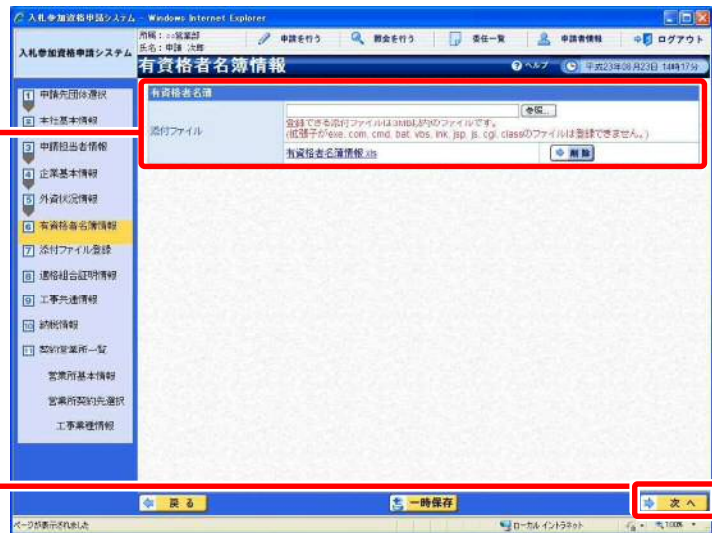 入札参加資格申請システム - Windows Internet Explorer
入札参加資格申請システム
所属：○○営業部
氏名：申請 次郎
申請を行う
照会を行う
委任一覧
申請者情報
ログアウト
有資格者名簿情報
ヘルプ
平成23年08月23日 14時17分
1 申請先団体選択
2 本社基本情報
3 申請担当者情報
4 企業基本情報
5 外資状況情報
6 有資格者名簿情報
7 添付ファイル登録
8 適格組合証明情報
9 工事共通情報
10 納税情報
11 契約営業所一覧
営業所基本情報
営業所契約先選択
工事業種情報
有資格者名簿
添付ファイル
参照...
登録できる添付ファイルは3MB以内のファイルです。
(拡張子がexe, com, cmd, bat, vbs, lnk, jsp, js, cgi, classのファイルは登録できません。)
有資格者名簿情報.xls
削除
戻る
一時保存
次へ
ページが表示されました
ローカル イントラネット
100%